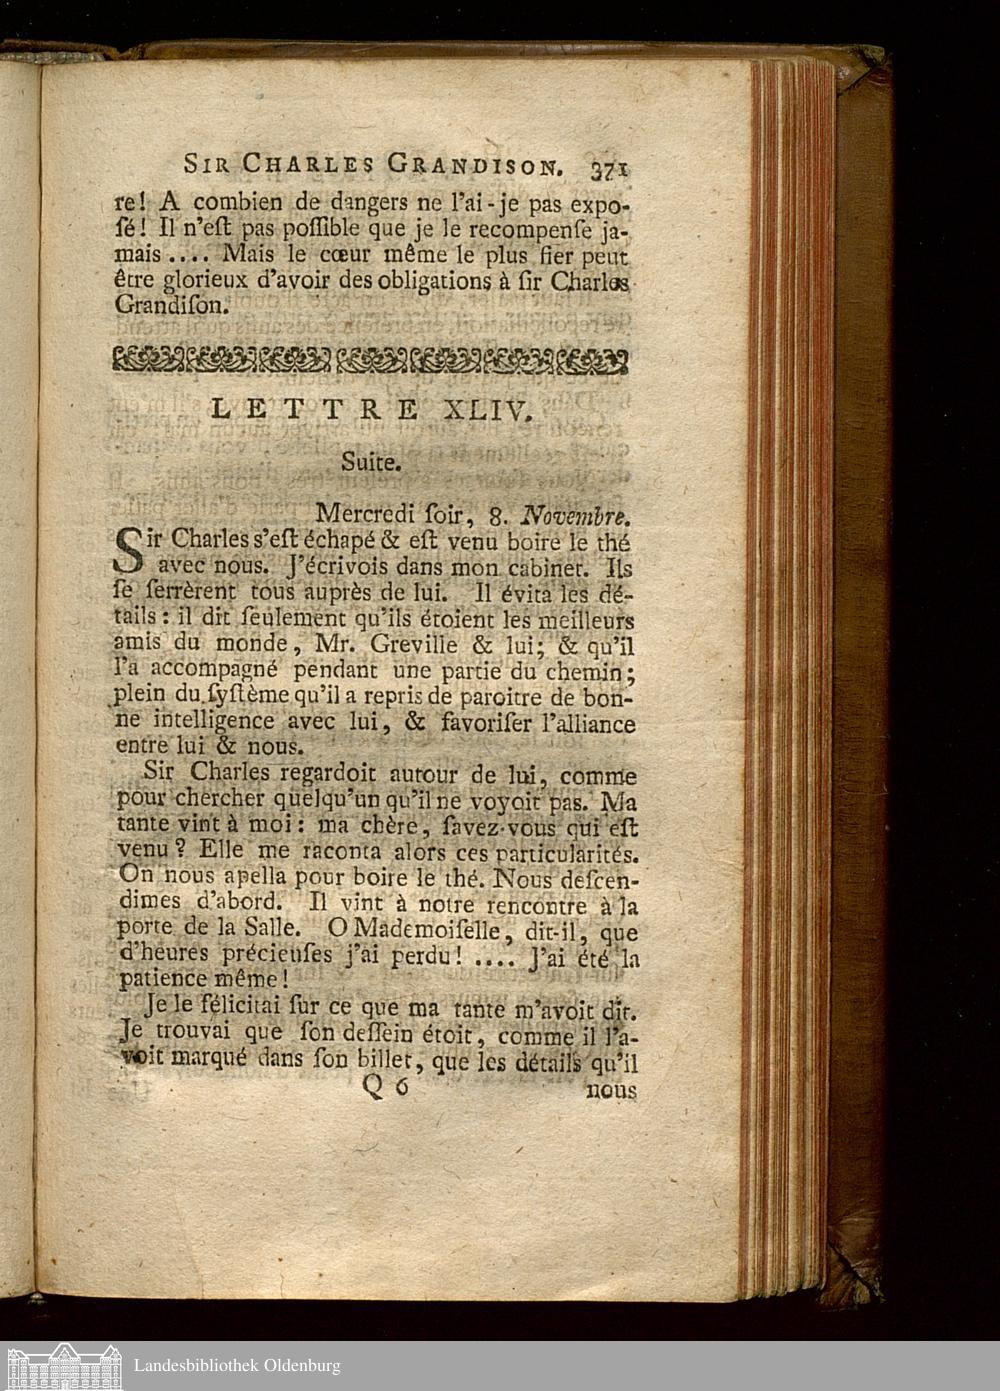 SIR CHARLES GRANDISON. 371
re! A combien de dangers ne l'ai-je pas expo-
ſé! Il n'eſt pas poſſible que je le recompenſe ja-
mais .... Mais le cœur même le plus fier peut
être glorieux d'avoir des obligations à ſir Charles
Grandiſon.
LETTRE XLIV.
Suite.
Mercredi ſoir, 8. Novembre.
Sir Charles s'eſt échapé & eſt venu boire le thé
avec nous. J'écrivois dans mon cabinet. Ils
ſe ſerrèrent tous auprès de lui. Il évita les dé-
tails: il dit ſeulement qu'ils étoient les meilleurs
amis du monde, Mr. Greville & lui; & qu'il
l'a accompagné pendant une partie du chemin;
plein du ſyſtème qu'il a repris de paroitre de bon-
ne intelligence avec lui, & favoriſer l'alliance
entre lui & nous.
Sir Charles regardoit autour de lui, comme
pour chercher quelqu'un qu'il ne voyoit pas. Ma
tante vint à moi: ma chère, ſavez-vous qui eſt
venu? Elle me raconta alors ces particularités.
On nous apella pour boire le thé. Nous deſcen-
dimes d'abord. Il vint à notre rencontre à la
porte de la Salle. O Mademoiſelle, dit-il, que
d'heures précieuſes j'ai perdu! .... J'ai été la
patience même!
Je le félicitai ſur ce que ma tante m'avoit dit.
Je trouvai que ſon deſſein étoit, comme il l'a-
voit marqué dans ſon billet, que les détails qu'il
Q 6 nous
Landesbibliothek Oldenburg